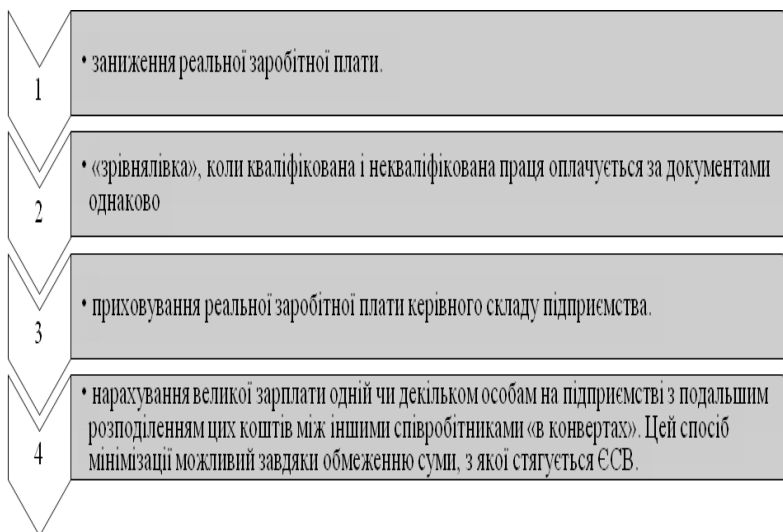 1
• заниження реальної заробітної плати.
2
• «зрівнялівка», коли кваліфікована і некваліфікована праця оплачується за документами
однаково
3
• приховування реальної заробітної плати керівного складу підприємства.
4
• нарахування великої зарплати одній чи декільком особам на підприємстві з подальшим
розподіленням цих коштів між іншими співробітниками «в конвертах». Цей спосіб
мінімізації можливий завдяки обмеженню суми, з якої стягується ЄСВ.